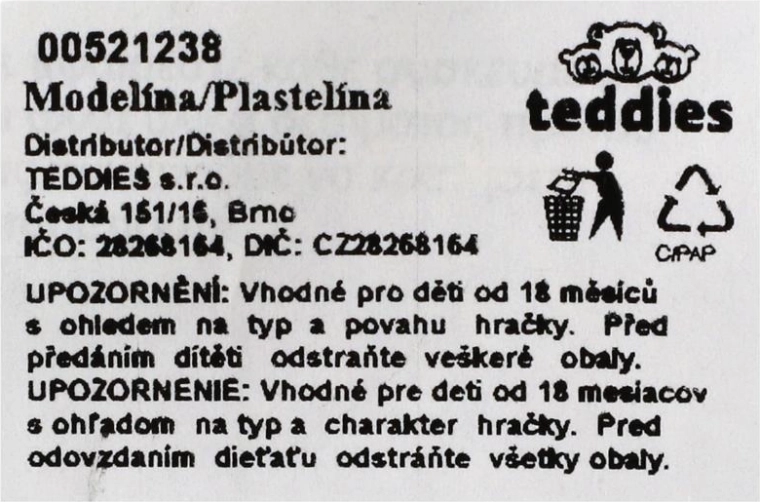 00521238
teddies
Modelína/Plastelína
Distributor/Distribútor:
TEDDIES s.r.o.
Česká 151/15, Brno
IČO: 28268164, DIČ: CZ28268164
C/PAP
UPOZORNĚNÍ: Vhodné pro děti od 18 měsíců
s ohledem na typ a povahu hračky. Před
předáním dítěti odstraňte veškeré obaly.
UPOZORNENIE: Vhodné pre deti od 18 mesiacov
s ohľadom na typ a charakter hračky. Pred
odovzdaním dieťaťu odstráňte všetky obaly.